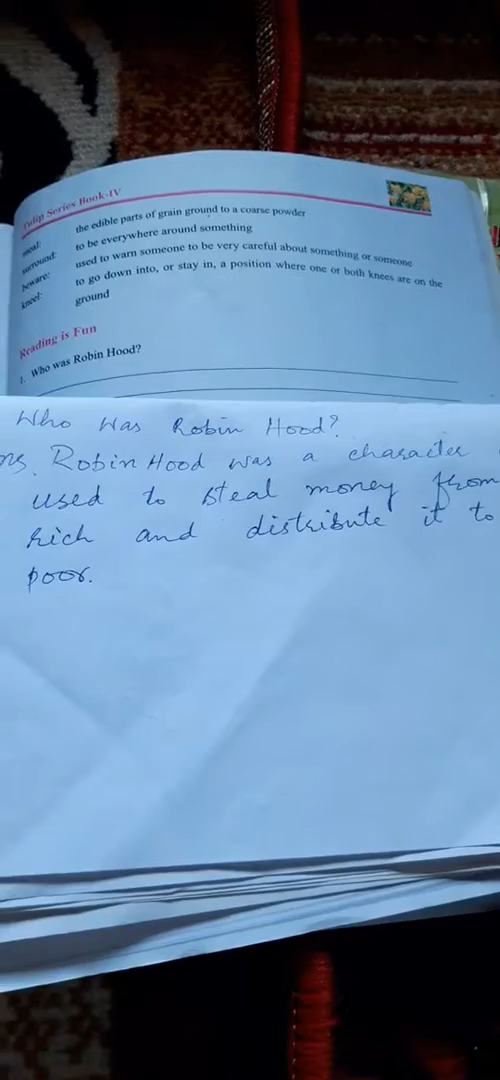 Tulip Series Book-IV
meal: the edible parts of grain ground to a coarse powder
surround: to be everywhere around something
beware: used to warn someone to be very careful about something or someone
kneel: to go down into, or stay in, a position where one or both knees are on the
ground
Reading is Fun
1. Who was Robin Hood?
Who Was Robin Hood?
ns. Robin Hood was a character
used to steal money from
rich and distribute it to
poor.